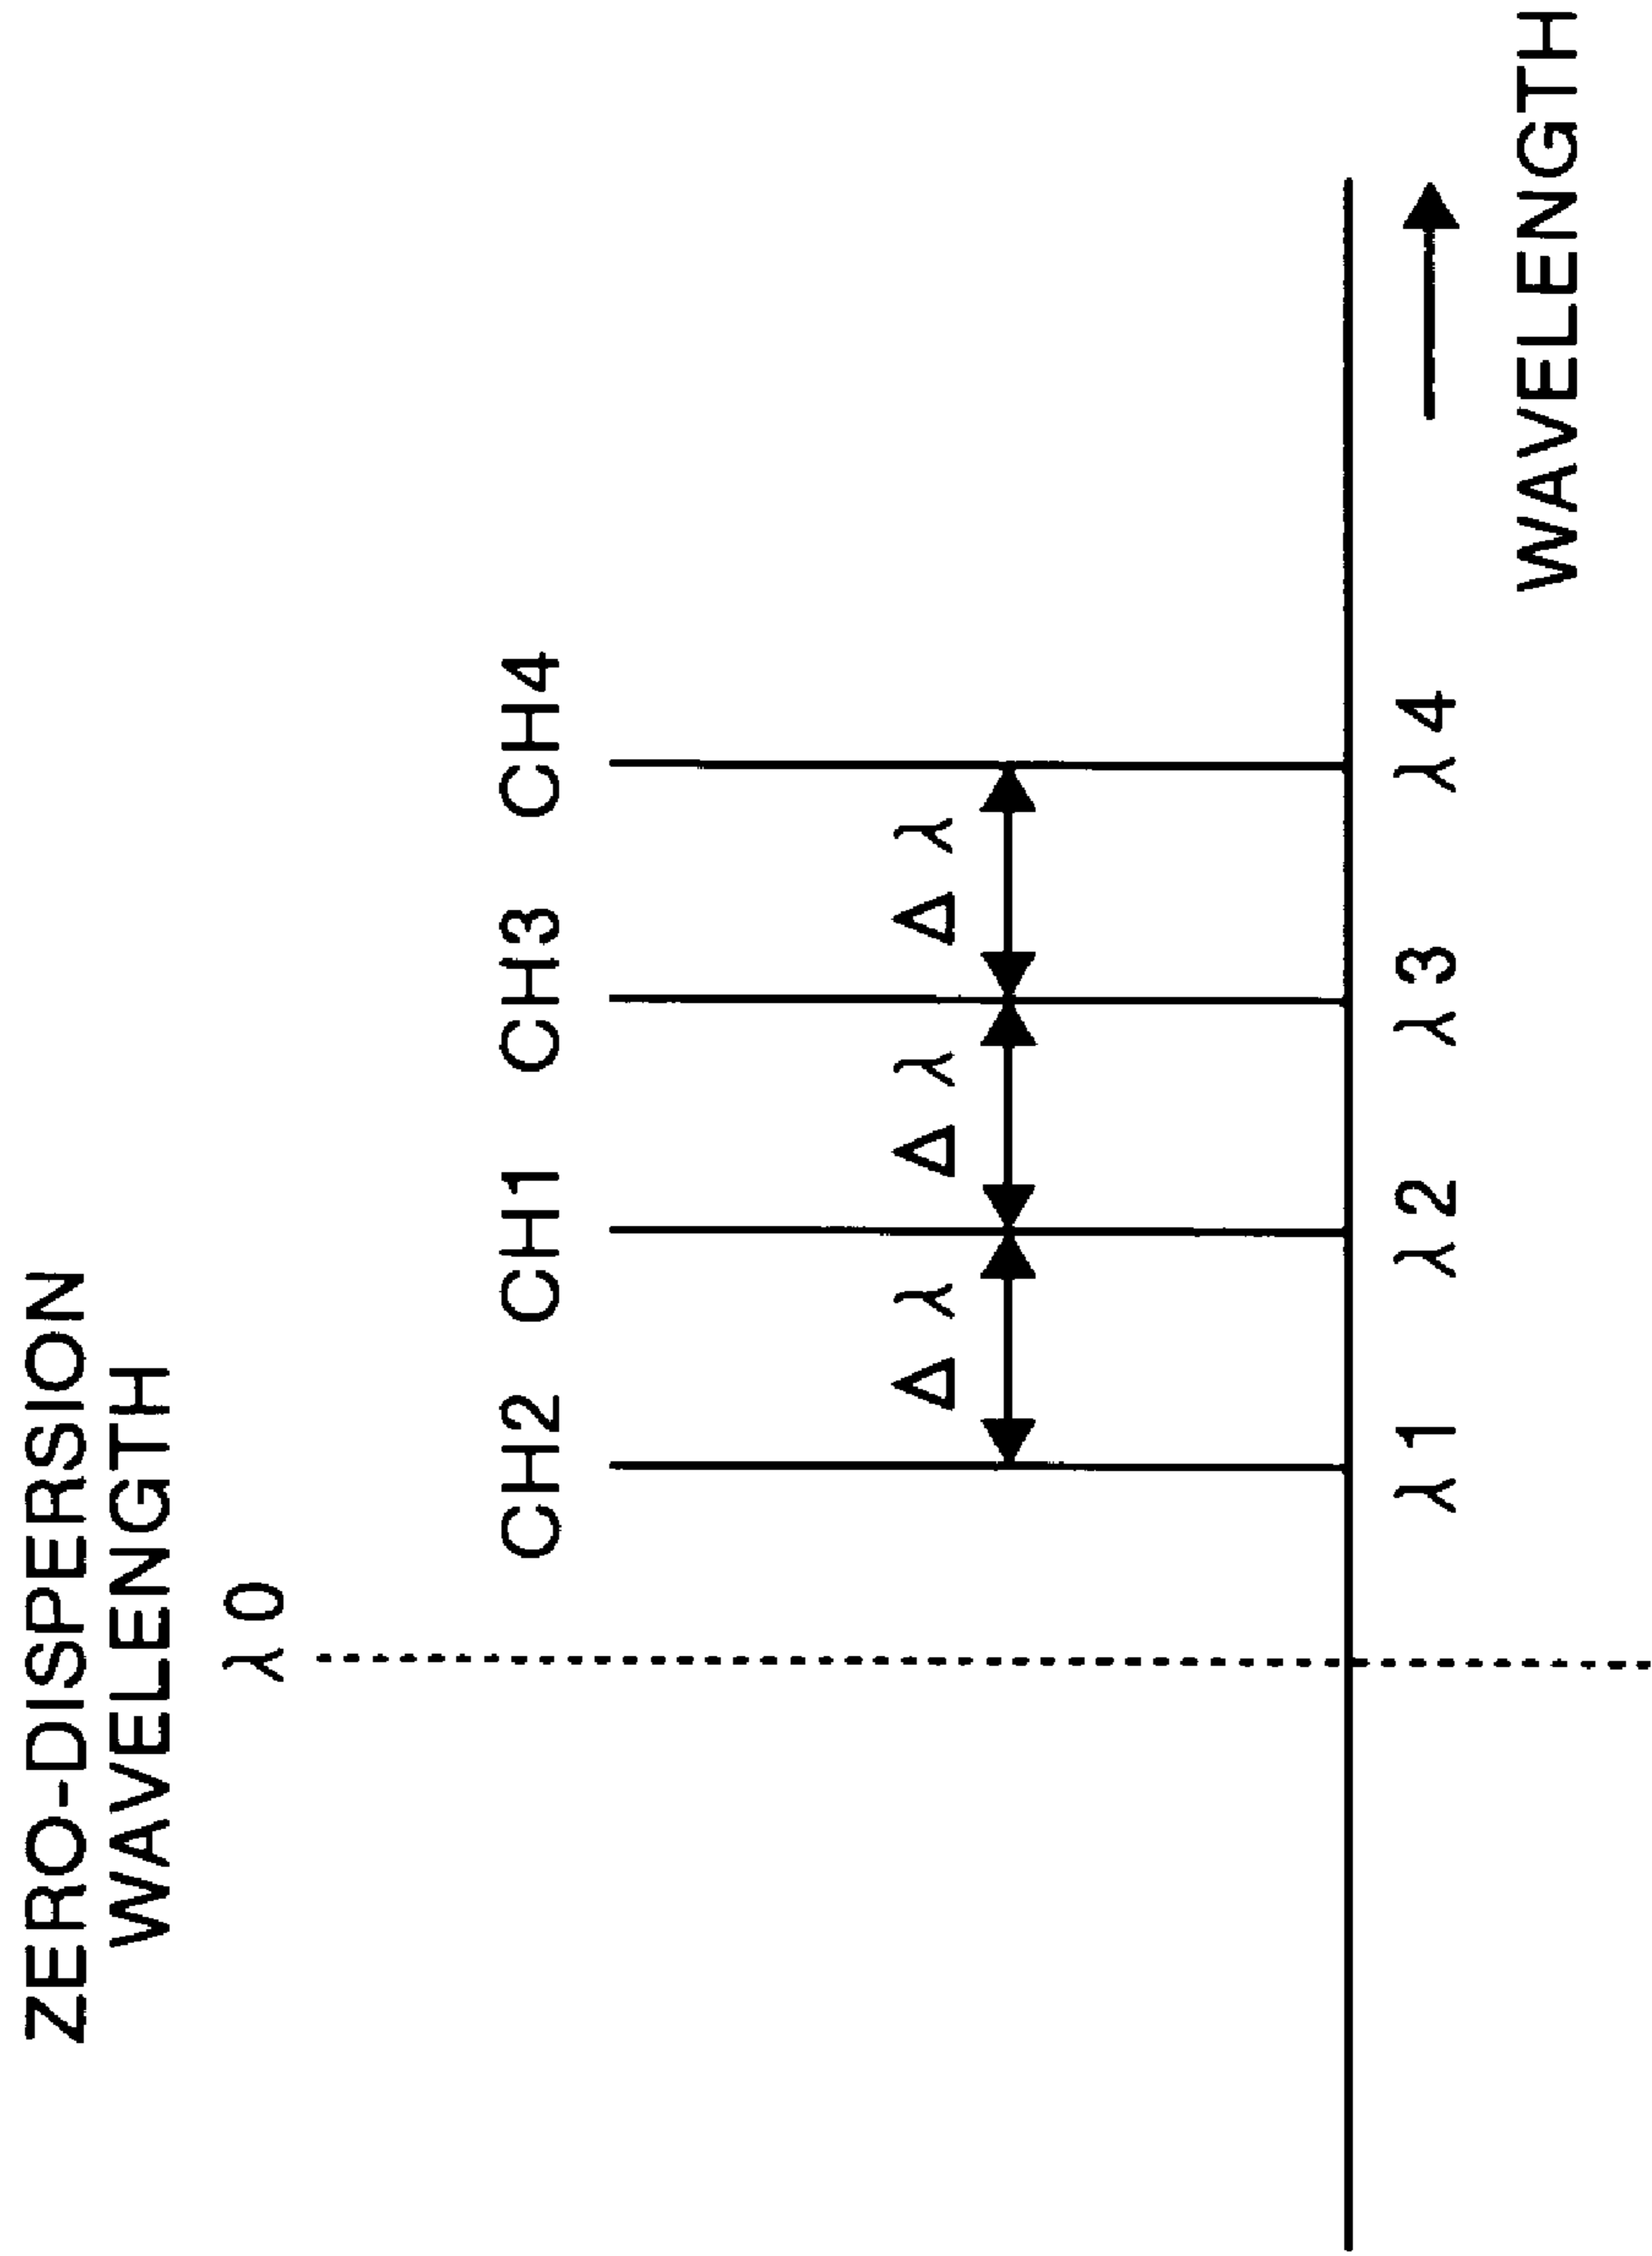 ZERO-DISPERSION
WAVELENGTH
λ0
CH2 CH1 CH3 CH4
Δλ Δλ Δλ
λ1 λ2 λ3 λ4
WAVELENGTH